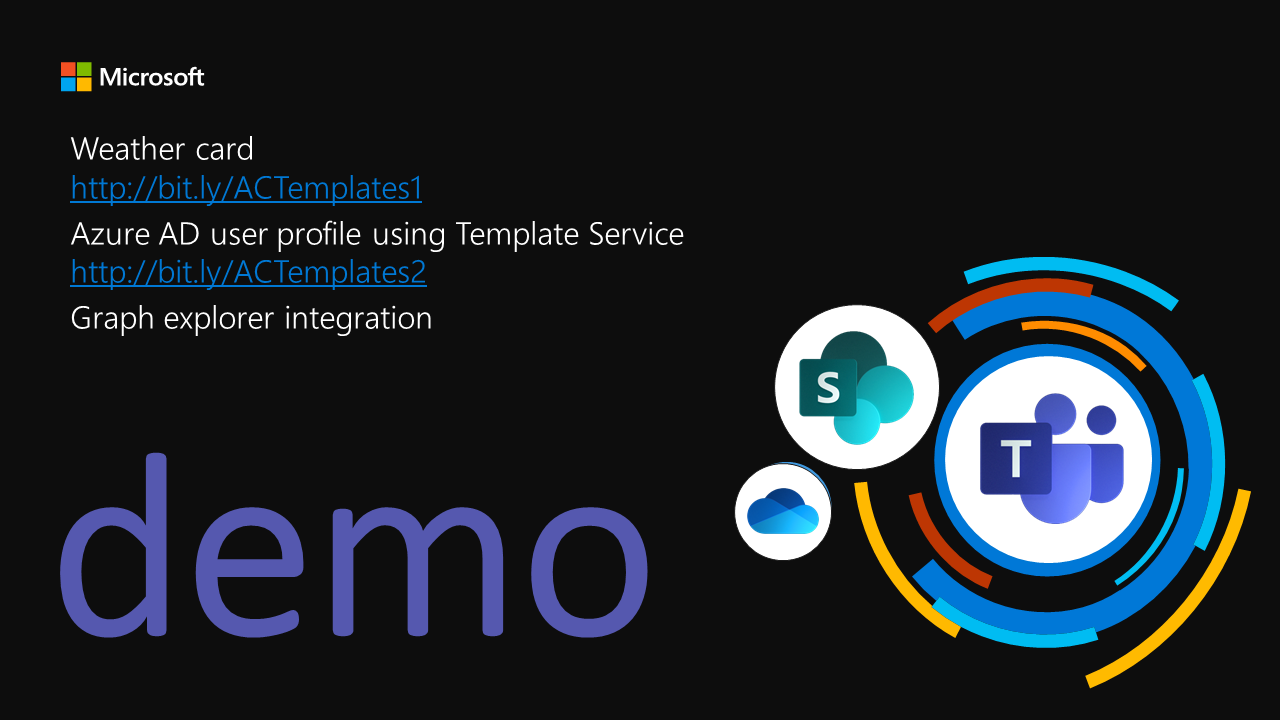 Microsoft
Weather card
http://bit.ly/ACTemplates1
Azure AD user profile using Template Service
http://bit.ly/ACTemplates2
Graph explorer integration
S
T
demo